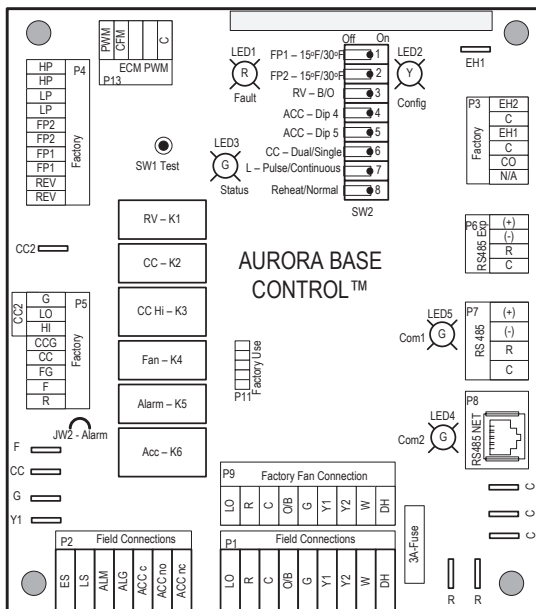 PWM
CFM
C
P13
ECM PWM
LED1
R
Fault
Off
On
FP1 – 15ºF/30ºF
1
FP2 – 15ºF/30ºF
2
RV – B/O
3
ACC – Dip 4
4
ACC – Dip 5
5
CC – Dual/Single
6
L – Pulse/Continuous
7
Reheat/Normal
8
SW2
LED2
Y
Config
EH1
HP
HP
LP
LP
FP2
FP2
FP1
FP1
REV
REV
P4
Factory
SW1 Test
LED3
G
Status
P3
Factory
EH2
C
EH1
C
CO
N/A
P6
RS485 Exp
(+)
(-)
R
C
RV – K1
CC – K2
CC Hi – K3
Fan – K4
Alarm – K5
Acc – K6
AURORA BASE
CONTROL™
CC2
CC2
G
LO
HI
CCG
CC
FG
F
R
P5
Factory
JW2 - Alarm
Factory Use
P11
LED5
Com1
G
P7
RS 485
(+)
(-)
R
C
LED4
Com2
G
P8
RS485 NET
F
CC
G
Y1
P9
Factory Fan Connection
LO
R
C
O/B
G
Y1
Y2
W
DH
P2
Field Connections
ES
LS
ALM
ALG
ACC c
ACC no
ACC nc
P1
Field Connections
LO
R
C
O/B
G
Y1
Y2
W
DH
3A-Fuse
C
C
C
R
R